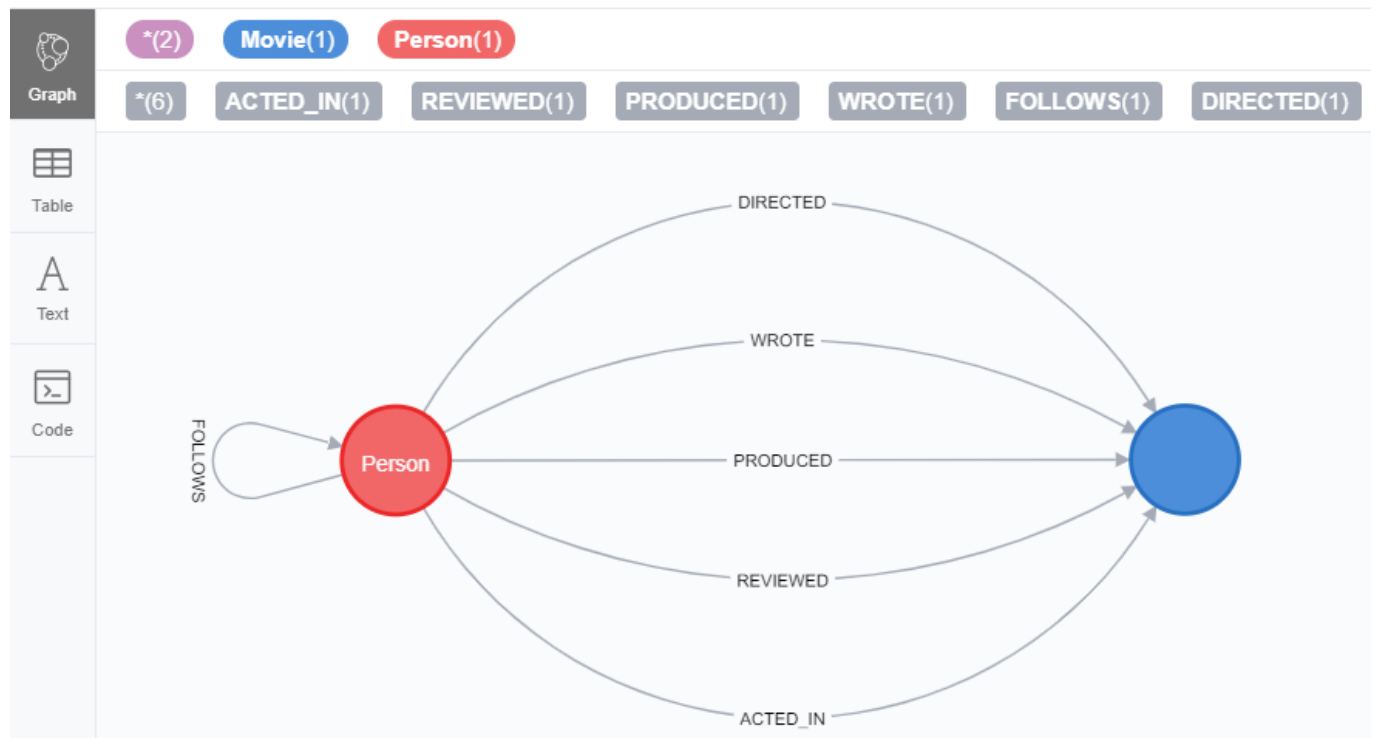 *(2) Movie(1) Person(1)
Graph
*(6) ACTED_IN(1) REVIEWED(1) PRODUCED(1) WROTE(1) FOLLOWS(1) DIRECTED(1)
Table
Text
Code
DIRECTED
WROTE
FOLLOWS
Person
PRODUCED
REVIEWED
ACTED_IN